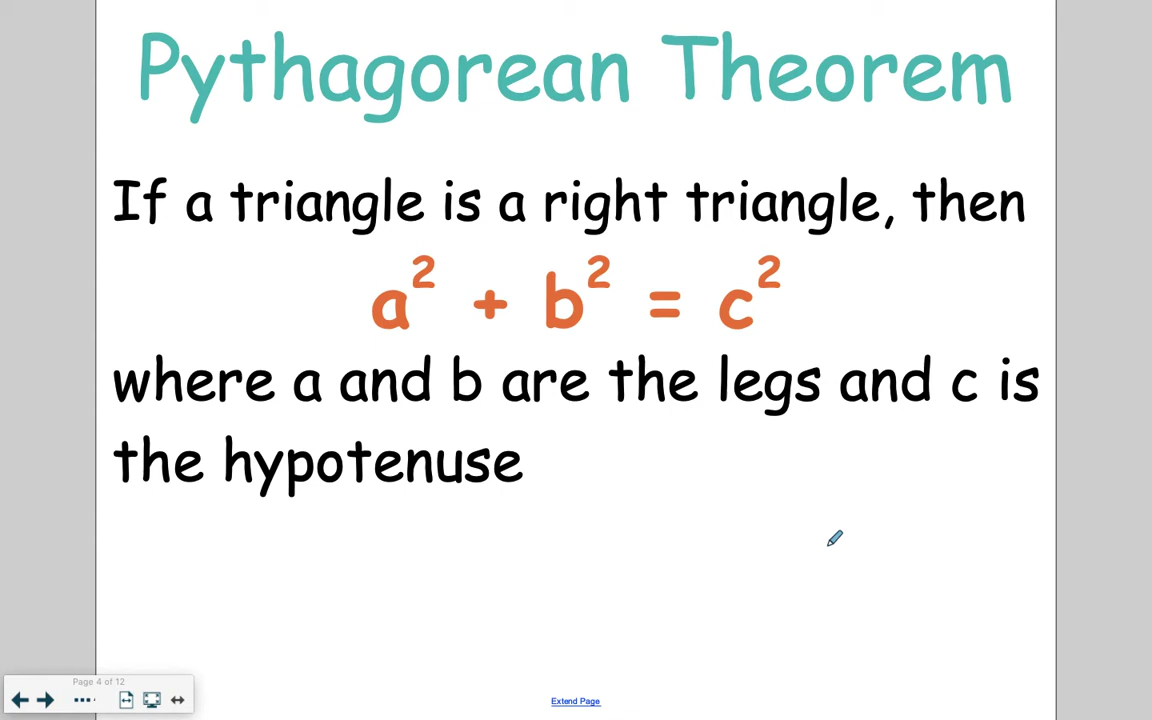 Pythagorean Theorem
If a triangle is a right triangle, then
a² + b² = c²
where a and b are the legs and c is
the hypotenuse
Page 4 of 12
Extend Page